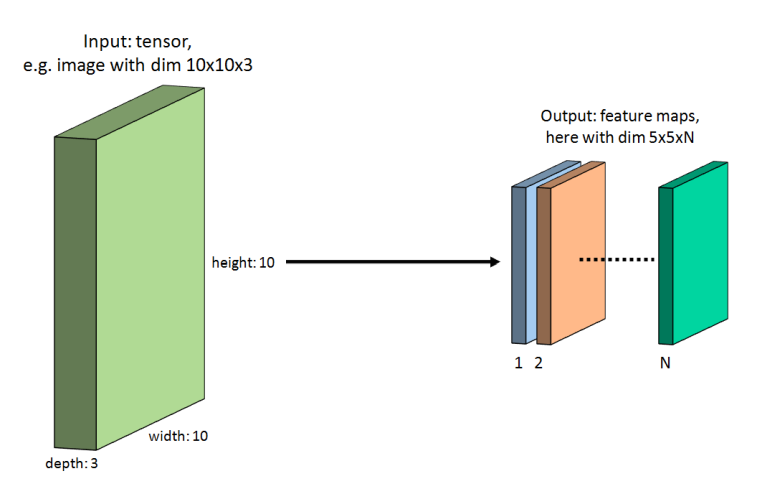 Input: tensor,
e.g. image with dim 10x10x3
Output: feature maps,
here with dim 5x5xN
height: 10
1 2 N
width: 10
depth: 3